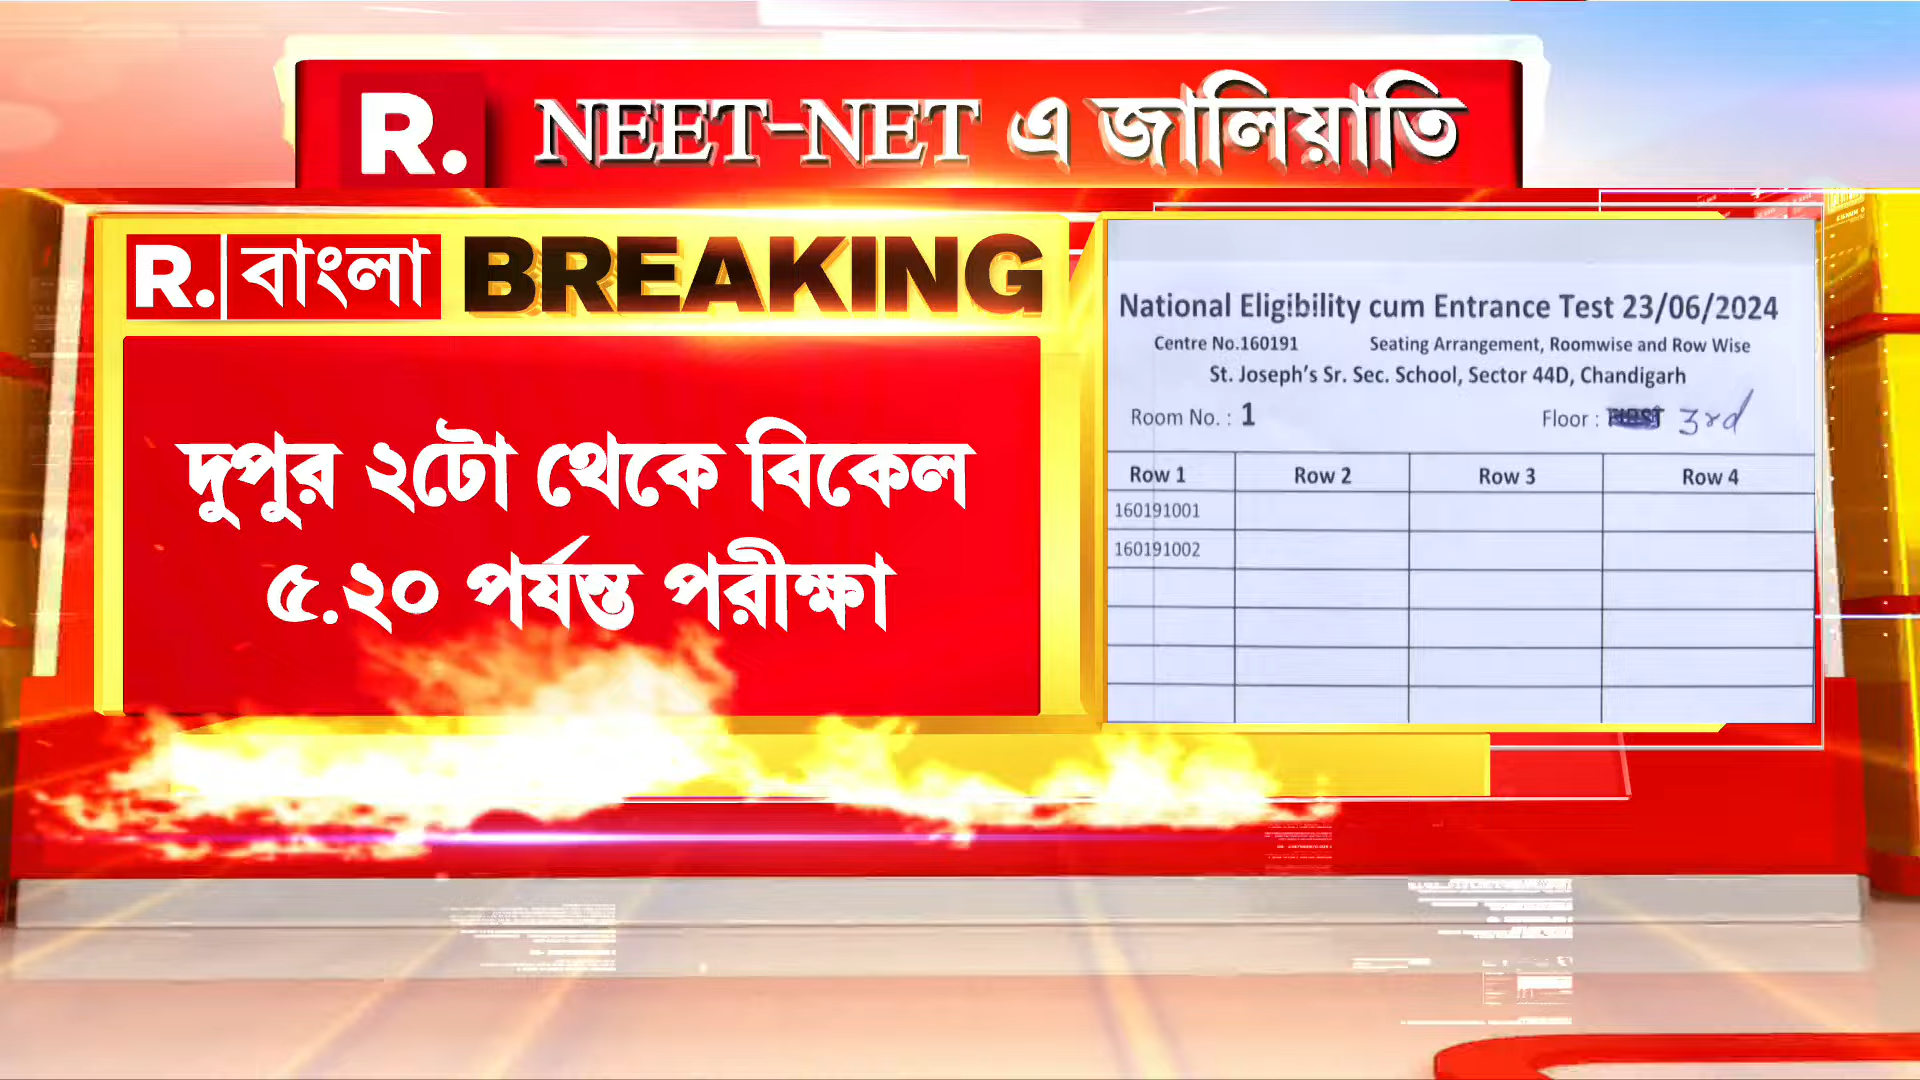 R. NEET-NET এ জালিয়াতি
R. বাংলা BREAKING
দুপুর ২টো থেকে বিকেল
৫.২০ পর্যন্ত পরীক্ষা
National Eligibility cum Entrance Test 23/06/2024
Centre No.160191 Seating Arrangement, Roomwise and Row Wise
St. Joseph's Sr. Sec. School, Sector 44D, Chandigarh
Room No. : 1 Floor : 3rd
Row 1 Row 2 Row 3 Row 4
160191001
160191002